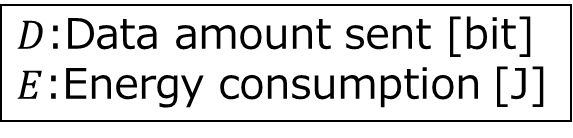 D:Data amount sent [bit]
E:Energy consumption [J]